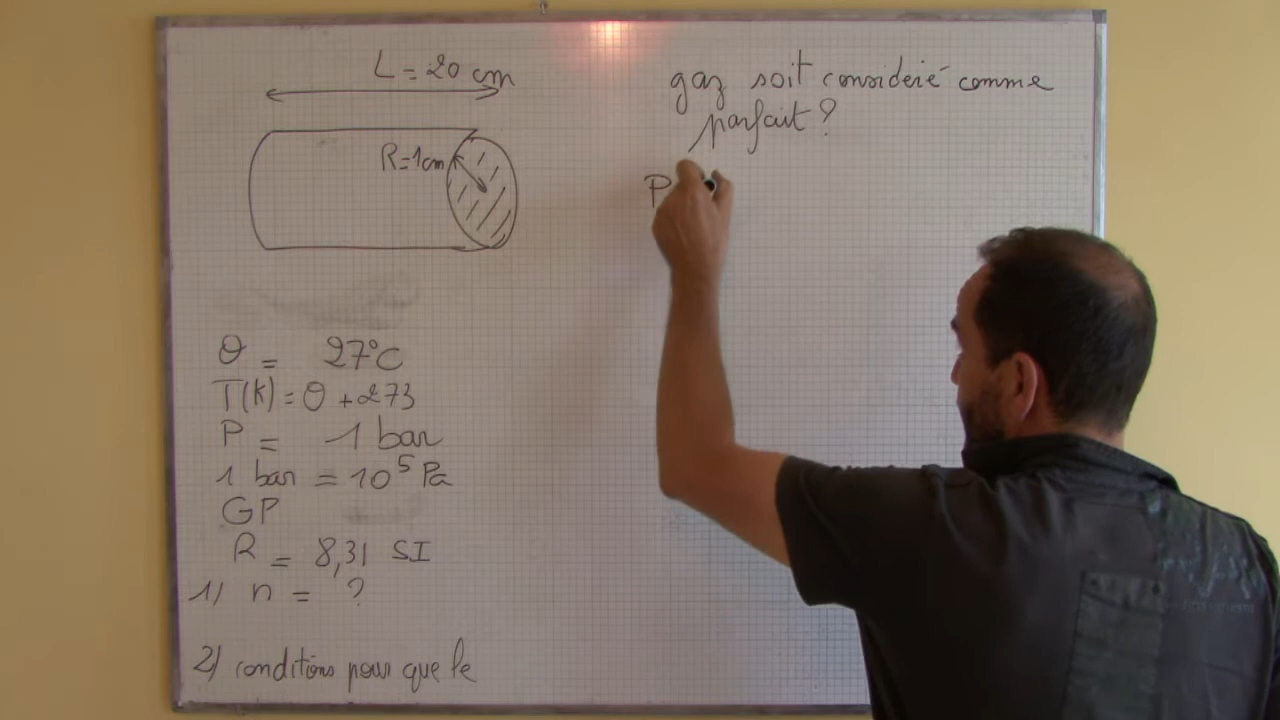 L = 20 cm
R=1cm
θ = 27°C
T(K) = θ + 273
P = 1 bar
1 bar = 10⁵ Pa
GP
R = 8,31 SI
1) n = ?
2) conditions pour que le
gaz soit considéré comme
parfait ?
P